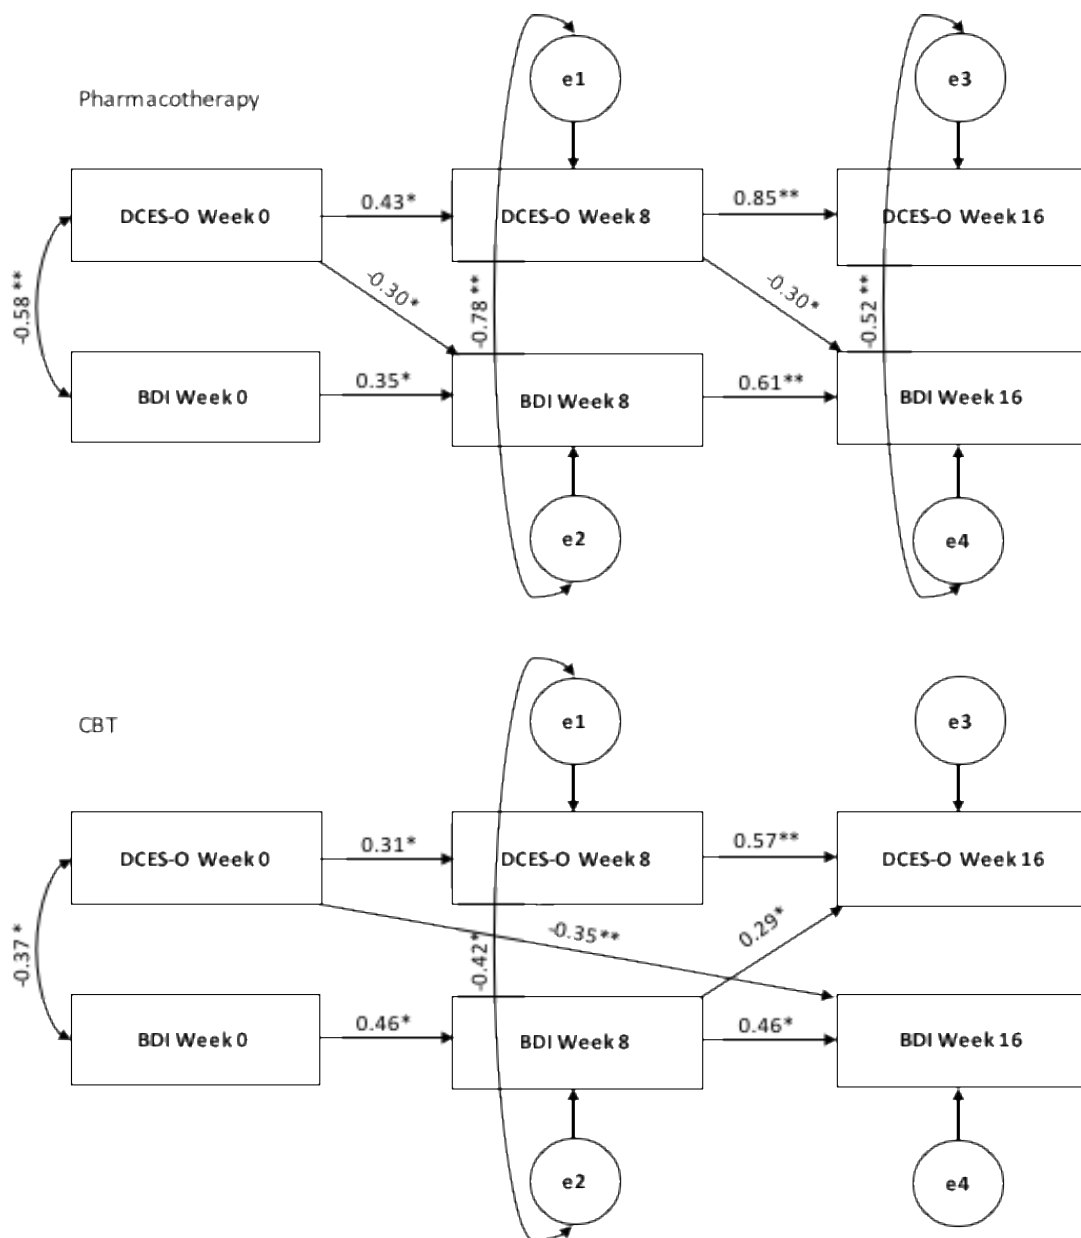 e1
e3
Pharmacotherapy
DCES-O Week 0
0.43*
DCES-O Week 8
0.85**
DCES-O Week 16
-0.58 **
-0.30*
-0.78 **
-0.30*
-0.52 **
BDI Week 0
0.35*
BDI Week 8
0.61**
BDI Week 16
e2
e4
e1
e3
CBT
DCES-O Week 0
0.31*
DCES-O Week 8
0.57**
DCES-O Week 16
-0.37 *
-0.42*
-0.35**
0.29*
BDI Week 0
0.46*
BDI Week 8
0.46*
BDI Week 16
e2
e4